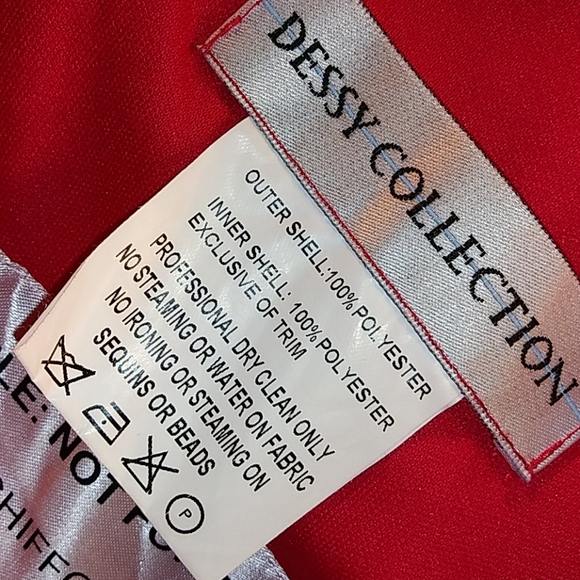 DESSY COLLECTION
OUTER SHELL:100% POLYESTER
INNER SHELL: 100% POLYESTER
EXCLUSIVE OF TRIM
PROFESSIONAL DRY CLEAN ONLY
NO STEAMING OR WATER ON FABRIC
NO IRONING OR STEAMING ON
SEQUINS OR BEADS
P
LE: NOT FO
CHIFFO